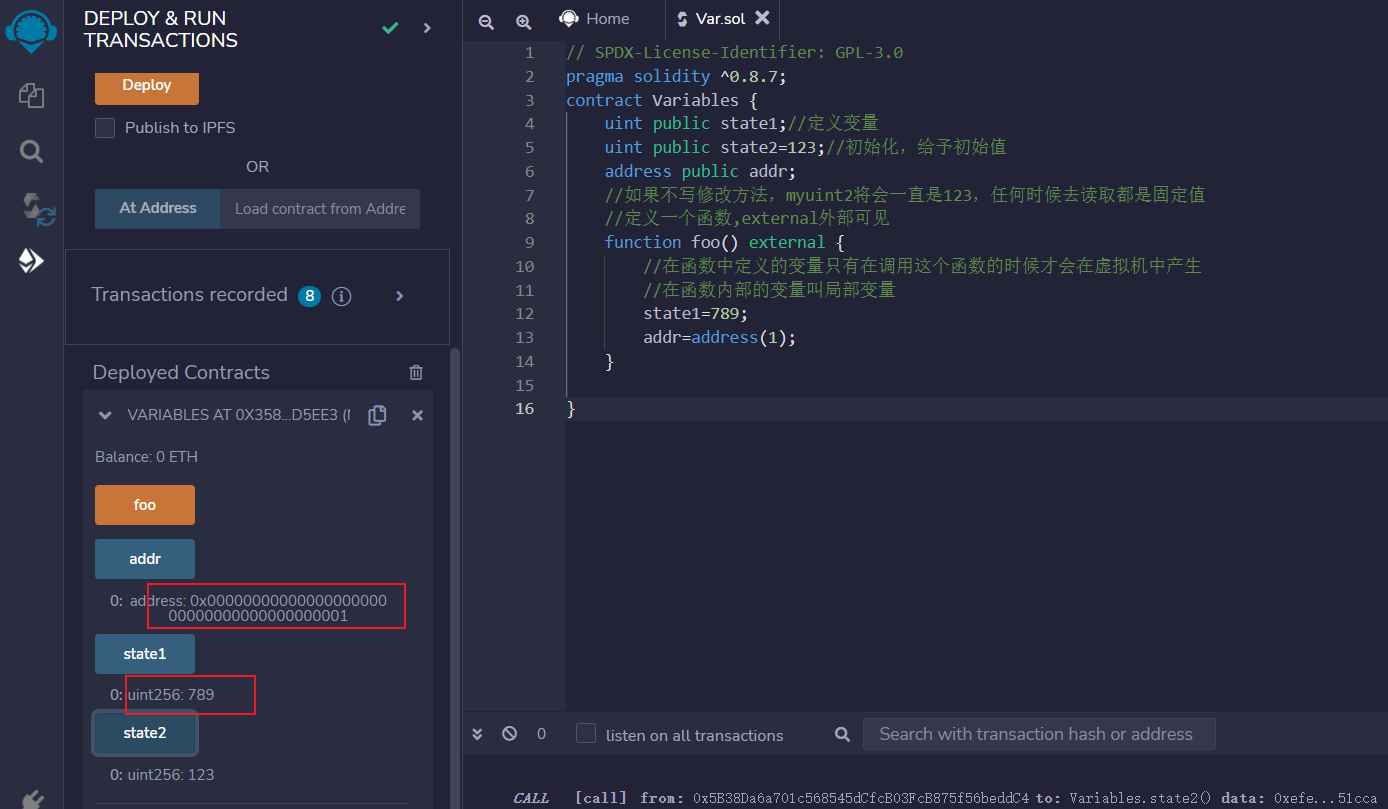 DEPLOY & RUN
TRANSACTIONS
Deploy
Publish to IPFS
OR
At Address
Load contract from Addre
Transactions recorded 8 i
Deployed Contracts
VARIABLES AT 0X358...D5EE3 (
Balance: 0 ETH
foo
addr
0: address: 0x00000000000000000000
00000000000000000001
state1
0: uint256: 789
state2
0: uint256: 123
Home
Var.sol
1 // SPDX-License-Identifier: GPL-3.0
2 pragma solidity ^0.8.7;
3 contract Variables {
4 uint public state1;//定义变量
5 uint public state2=123;//初始化，给予初始值
6 address public addr;
7 //如果不写修改方法，myuint2将会一直是123，任何时候去读取都是固定值
8 //定义一个函数,external外部可见
9 function foo() external {
10 //在函数中定义的变量只有在调用这个函数的时候才会在虚拟机中产生
11 //在函数内部的变量叫局部变量
12 state1=789;
13 addr=address(1);
14 }
15
16 }
0
listen on all transactions
Search with transaction hash or address
CALL [call] from: 0x5B38Da6a701c568545dCfcB03FcB875f56beddC4 to: Variables.state2() data: 0xefe...51cca